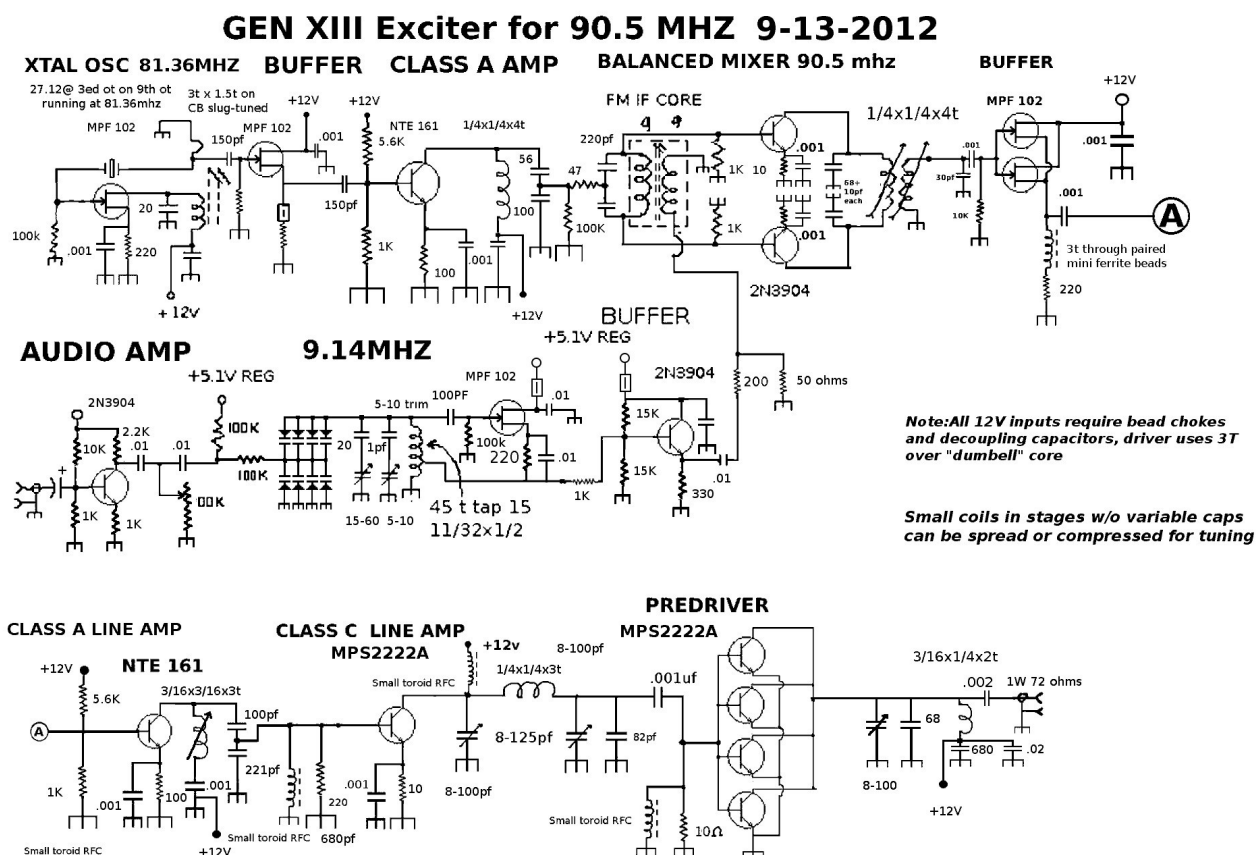 GEN XIII Exciter for 90.5 MHZ 9-13-2012
XTAL OSC 81.36MHZ
BUFFER
CLASS A AMP
BALANCED MIXER 90.5 mhz
BUFFER
27.12@ 3ed ot on 9th ot
running at 81.36mhz
3t x 1.5t on
CB slug-tuned
MPF 102
150pf
MPF 102
+12V
.001
+12V
5.6K
NTE 161
1/4x1/4x4t
FM IF CORE
220pf
1/4x1/4x4t
MPF 102
+12V
.001
100k
.001
220
20
+12V
150pf
1K
100
.001
56
100
+12V
47
100K
1K
1K
10
.001
.001
68+
10pf
each
2N3904
30pf
.001
10K
.001
A
3t through paired
mini ferrite beads
220
AUDIO AMP
9.14MHZ
BUFFER
+5.1V REG
+5.1V REG
2N3904
10K
2.2K
.01
.01
100K
100K
00K
1K
1K
+
20
1pf
15-60
5-10
5-10 trim
45 t tap 15
11/32x1/2
100PF
MPF 102
100k
220
.01
.01
1K
15K
15K
2N3904
330
.01
200
50 ohms
Note:All 12V inputs require bead chokes
and decoupling capacitors, driver uses 3T
over "dumbell" core
Small coils in stages w/o variable caps
can be spread or compressed for tuning
CLASS A LINE AMP
NTE 161
CLASS C LINE AMP
MPS2222A
PREDRIVER
MPS2222A
+12V
5.6K
A
1K
.001
100
3/16x3/16x3t
.001
+12V
100pf
221pf
Small toroid RFC
Small toroid RFC
220
680pf
.001
10
Small toroid RFC
+12v
8-100pf
1/4x1/4x3t
8-100pf
8-125pf
82pf
.001uf
Small toroid RFC
10Ω
8-100
68
3/16x1/4x2t
.002
1W 72 ohms
680
.02
+12V